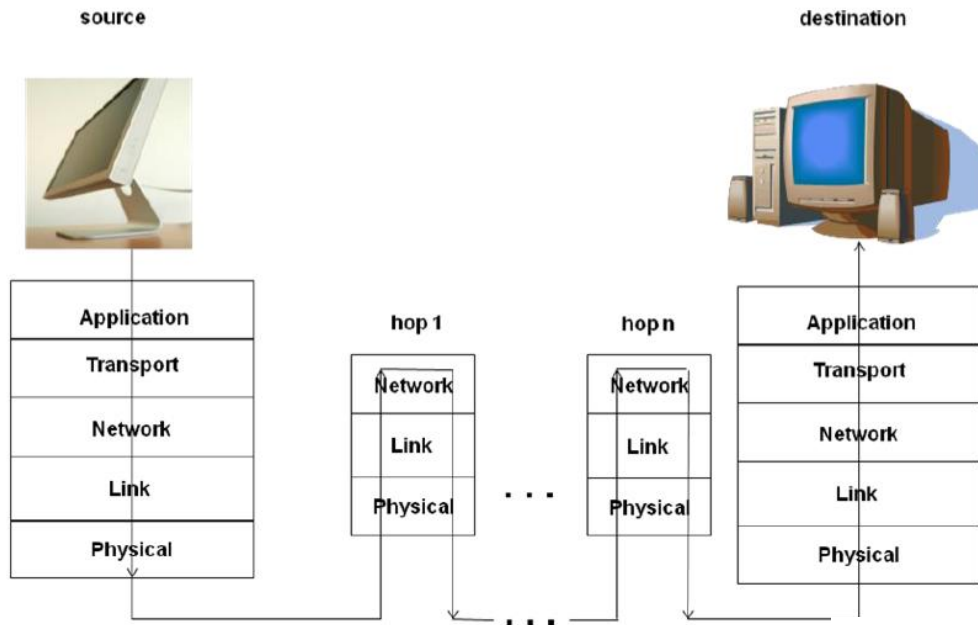 source
destination
Application
Transport
Network
Link
Physical
hop 1
Network
Link
Physical
. . .
. . .
hop n
Network
Link
Physical
Application
Transport
Network
Link
Physical